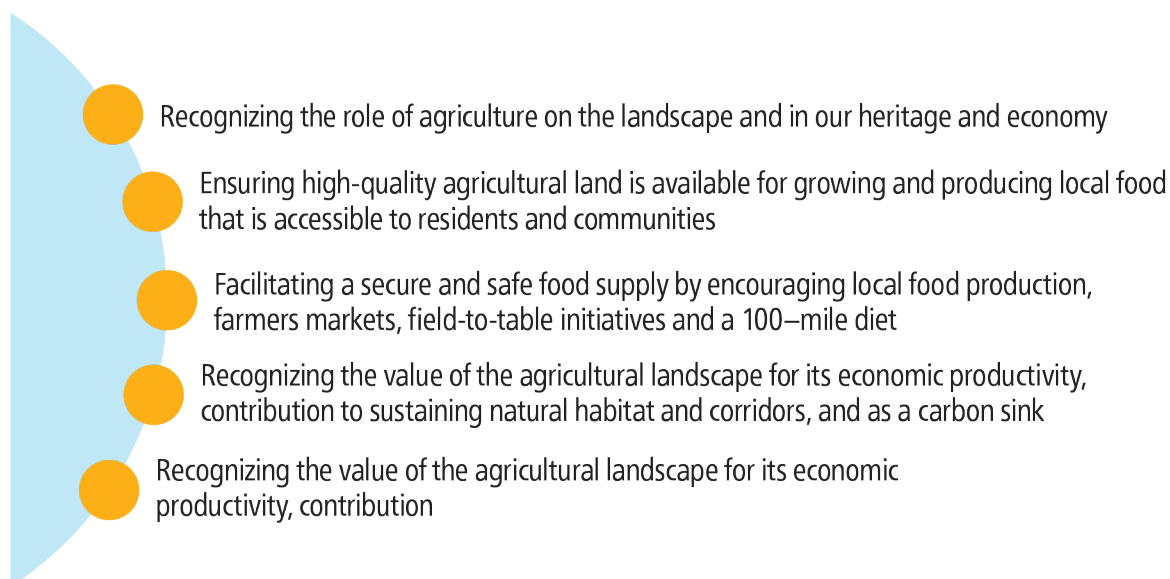 Recognizing the role of agriculture on the landscape and in our heritage and economy
Ensuring high-quality agricultural land is available for growing and producing local food
that is accessible to residents and communities
Facilitating a secure and safe food supply by encouraging local food production,
farmers markets, field-to-table initiatives and a 100–mile diet
Recognizing the value of the agricultural landscape for its economic productivity,
contribution to sustaining natural habitat and corridors, and as a carbon sink
Recognizing the value of the agricultural landscape for its economic
productivity, contribution